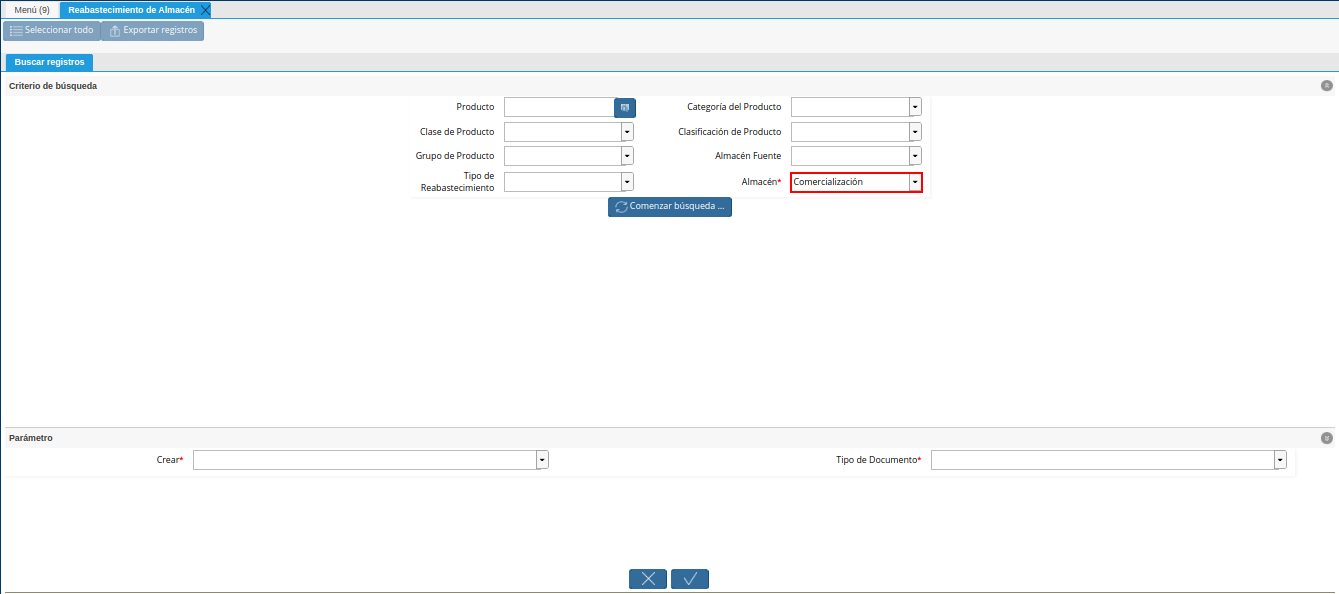 Menú (9) Reabastecimiento de Almacén
Seleccionar todo Exportar registros
Buscar registros
Criterio de búsqueda
Producto Categoría del Producto
Clase de Producto Clasificación de Producto
Grupo de Producto Almacén Fuente
Tipo de
Reabastecimiento Almacén* Comercialización
Comenzar búsqueda ...
Parámetro
Crear* Tipo de Documento*